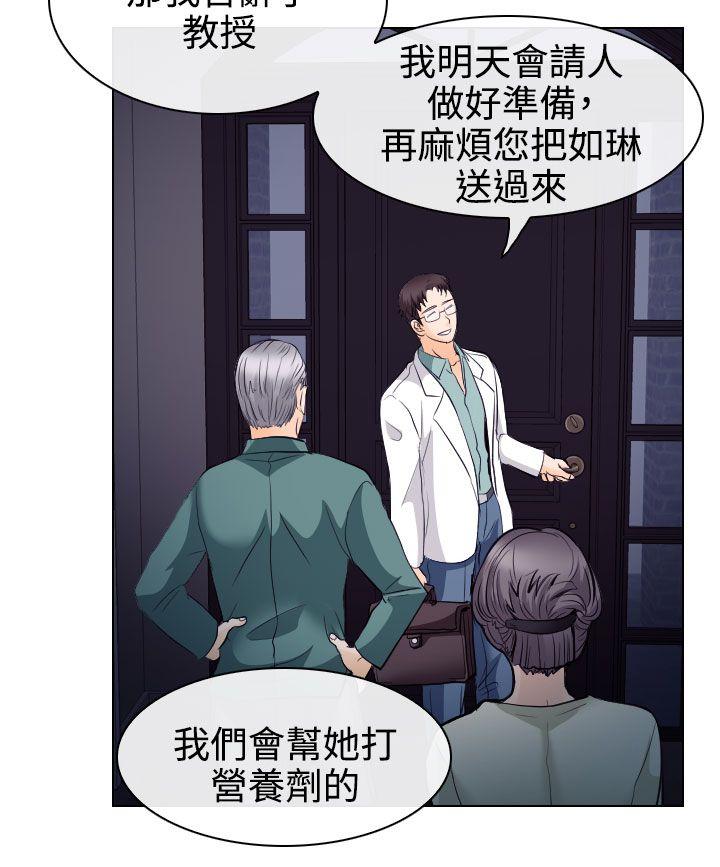 教授
我明天會請人
做好準備，
再麻煩您把如琳
送過來
我們會幫她打
營養劑的